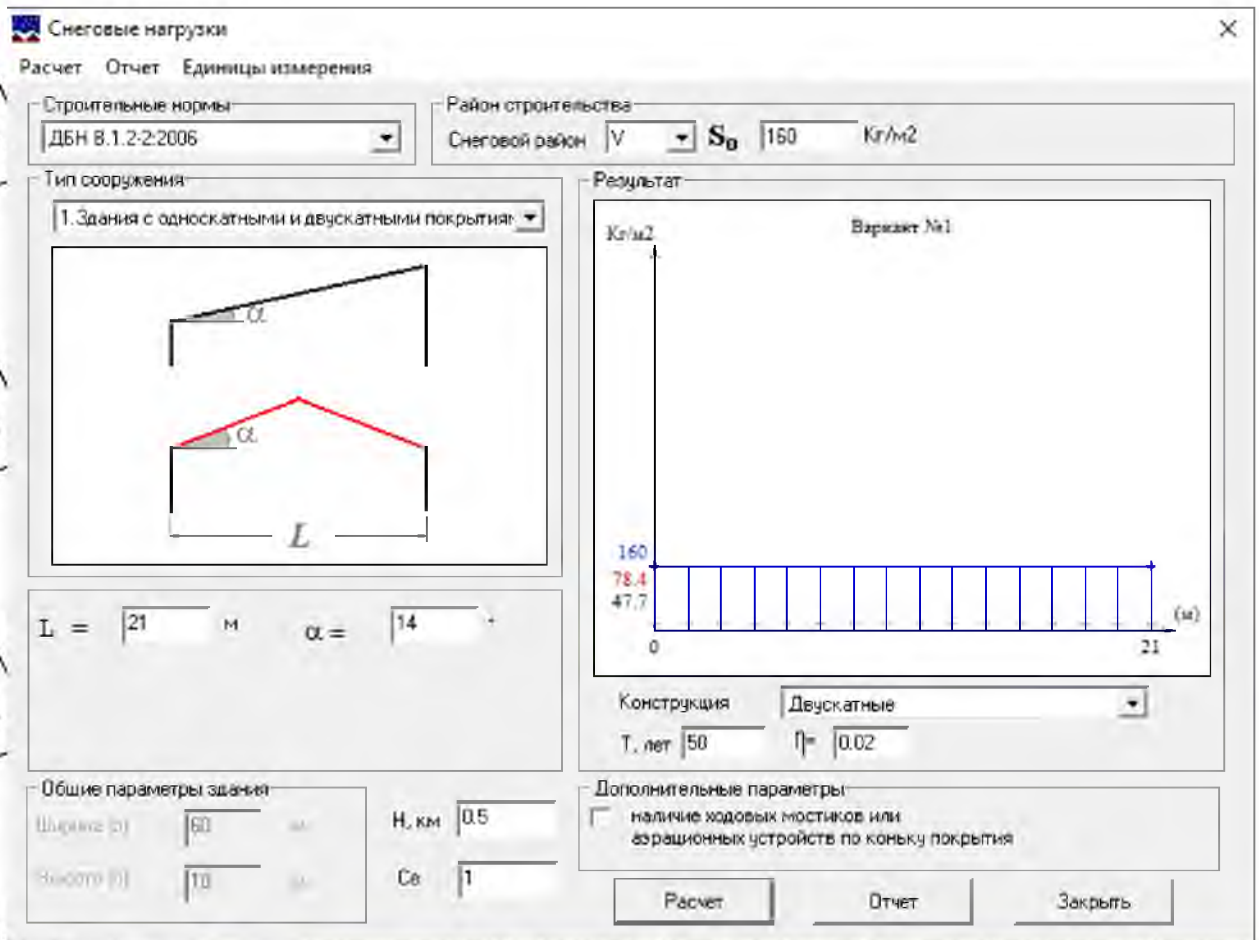 Снеговые нагрузки
Расчет Отчет Единицы измерения
Строительные нормы
ДБН В.1.2-2:2006
Район строительства
Снеговой район V S₀ 160 Кг/м2
Тип сооружения
1.Здания с односкатными и двускатными покрытиям
α
α
L
L = 21 м α = 14 °
Результат
Кг/м2
Вариант №1
160
78.4
47.7
(м)
0 21
Конструкция Двускатные
Т, лет 50 η= 0.02
Общие параметры здания
Ширина (b) 60
Высота (h) 10
Н, км 0.5
Ce 1
Дополнительные параметры
наличие ходовых мостиков или
аэрационных устройств по коньку покрытия
Расчет Отчет Закрыть